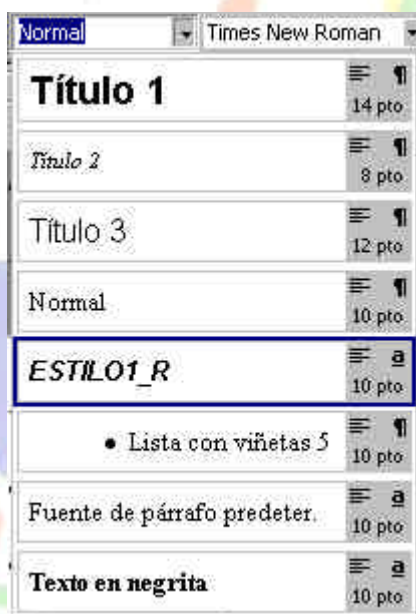 Normal Times New Roman
Título 1 ¶
14 pto
Título 2 ¶
8 pto
Título 3 ¶
12 pto
Normal ¶
10 pto
ESTILO1_R a
10 pto
• Lista con viñetas 5 ¶
10 pto
Fuente de párrafo predeter. a
10 pto
Texto en negrita a
10 pto